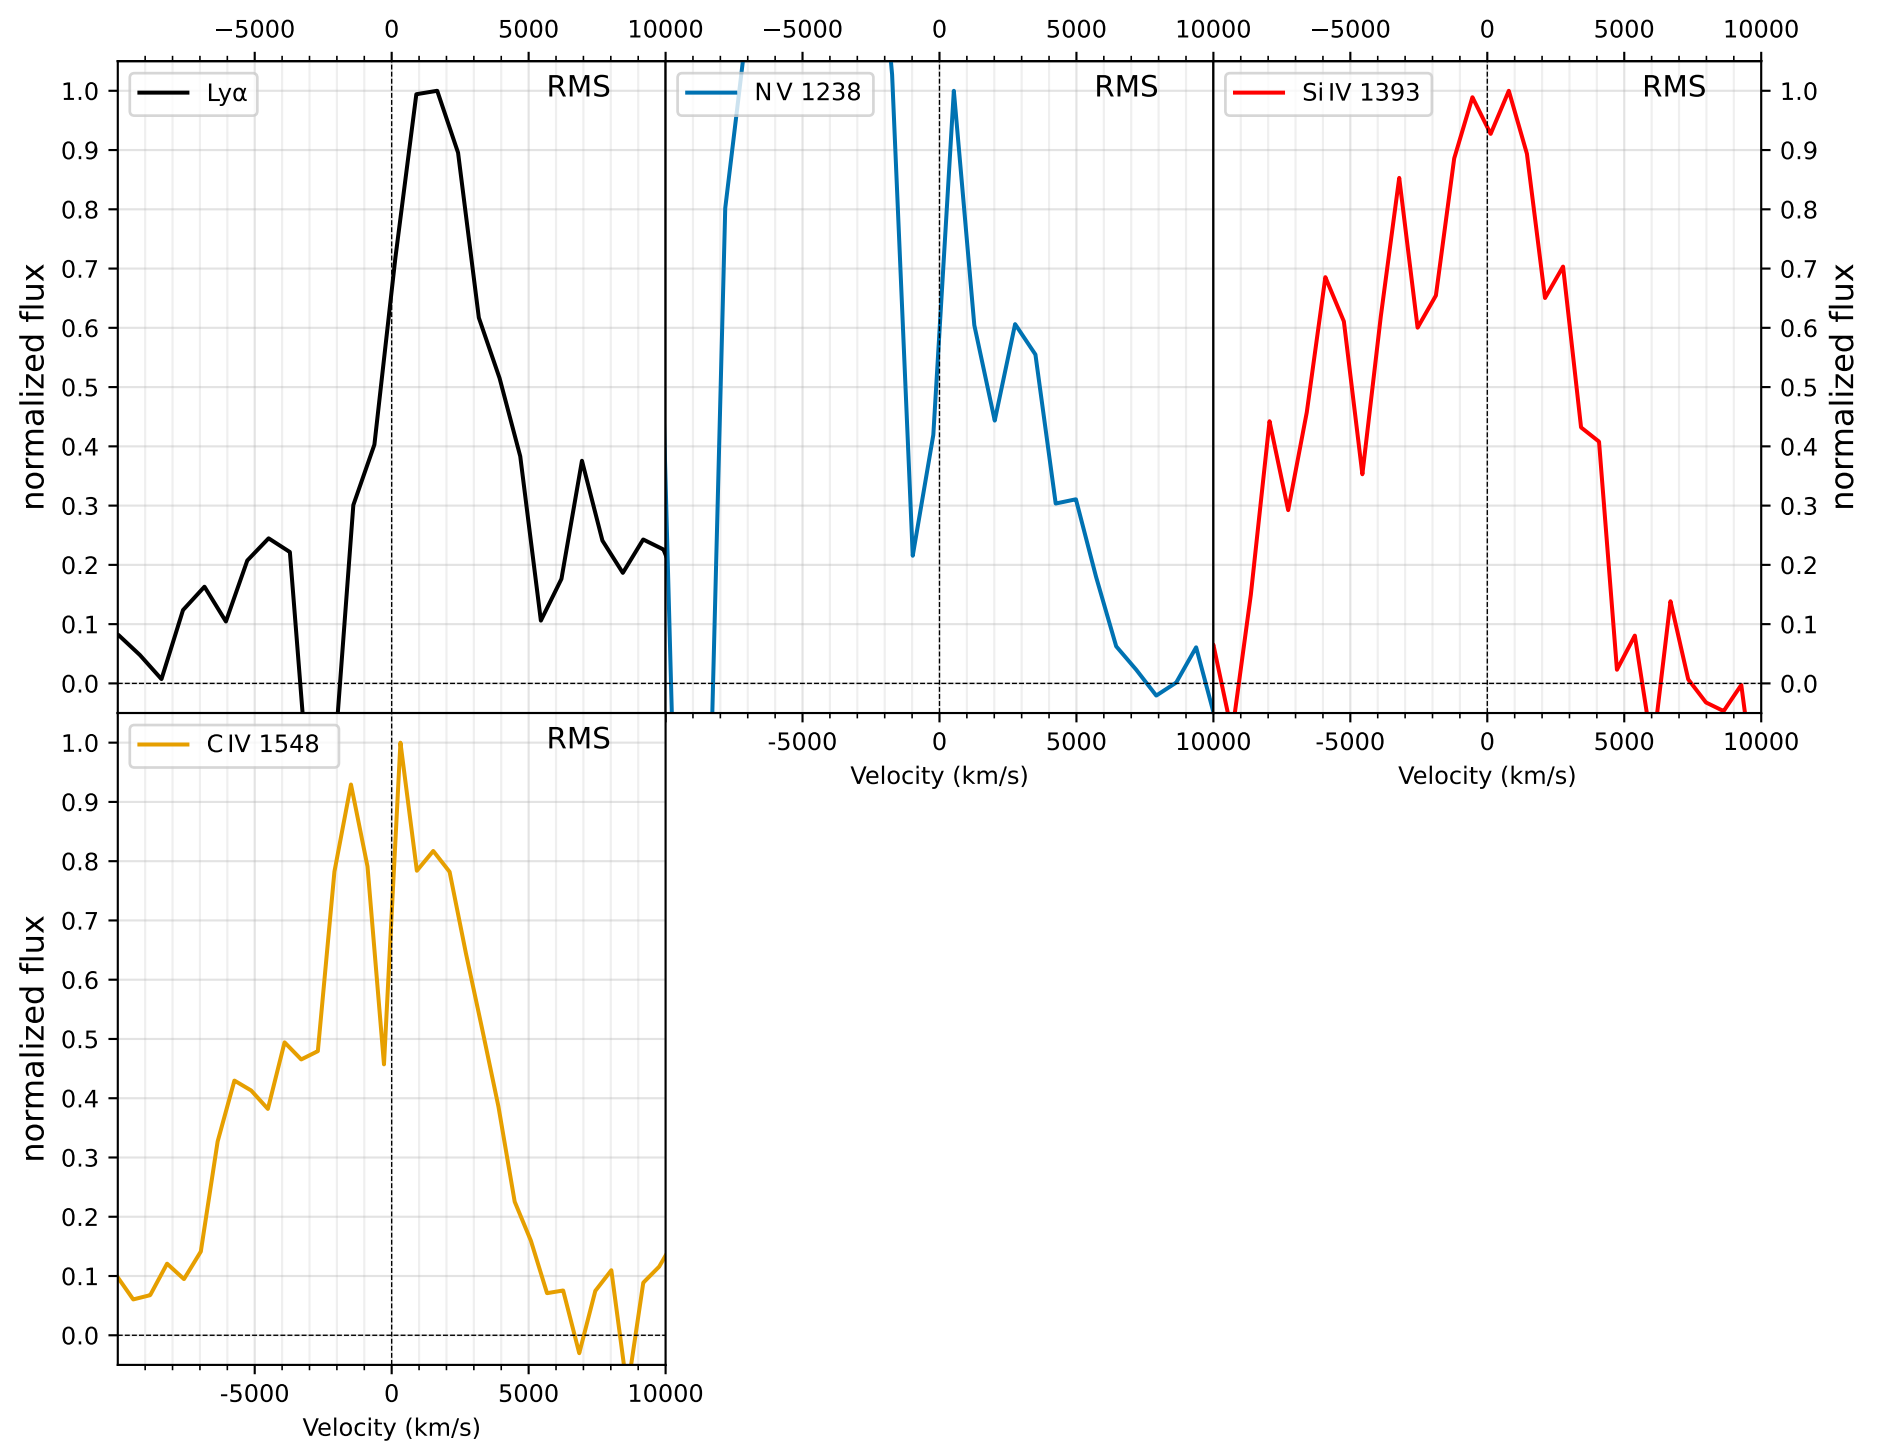 −5000 0 5000 10000 −5000 0 5000 10000 −5000 0 5000 10000
Lyα RMS N V 1238 RMS Si IV 1393 RMS
1.0 1.0
0.9 0.9
0.8 0.8
0.7 0.7
0.6 0.6
0.5 0.5
0.4 0.4
0.3 0.3
0.2 0.2
0.1 0.1
0.0 0.0
normalized flux
normalized flux
-5000 0 5000 10000 -5000 0 5000 10000
Velocity (km/s) Velocity (km/s)
C IV 1548 RMS
1.0
0.9
0.8
0.7
0.6
0.5
0.4
0.3
0.2
0.1
0.0
normalized flux
-5000 0 5000 10000
Velocity (km/s)